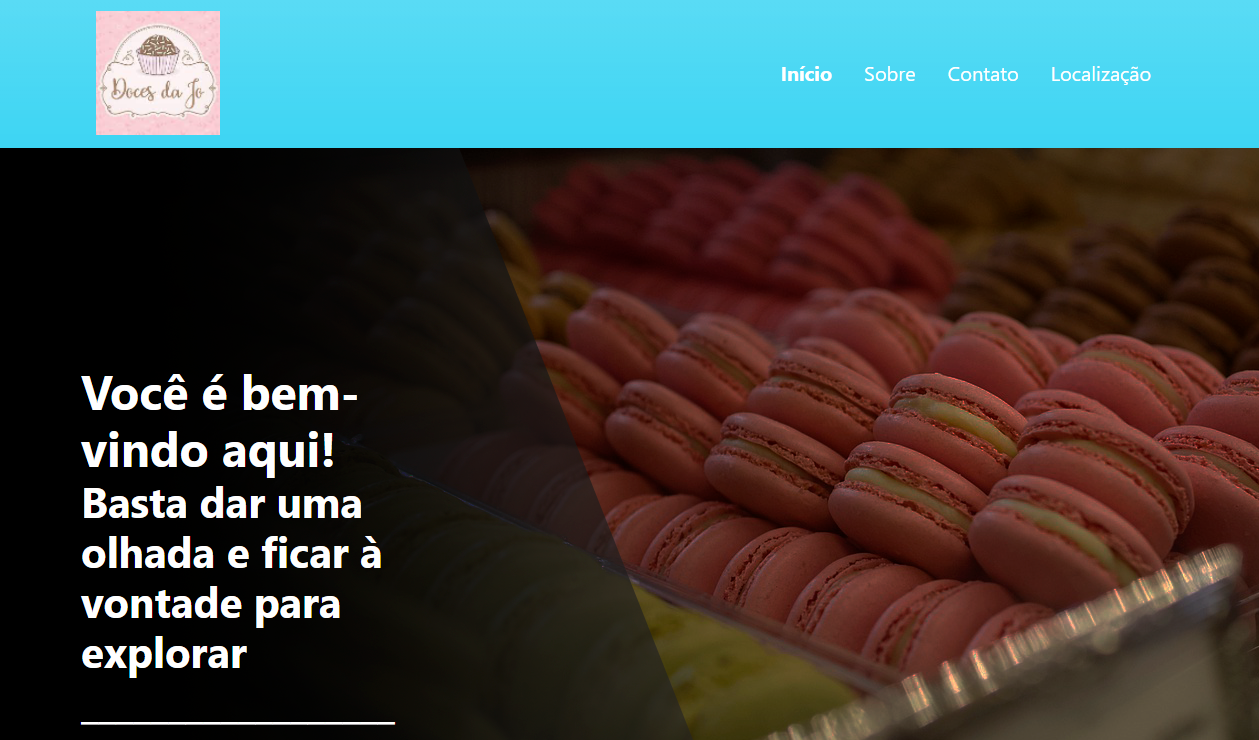 Doces da Jo
Início Sobre Contato Localização
Você é bem-
vindo aqui!
Basta dar uma
olhada e ficar à
vontade para
explorar